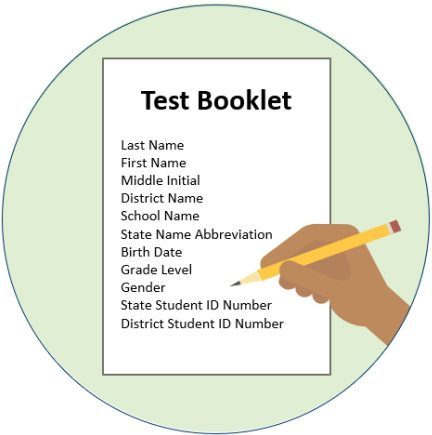 Test Booklet
Last Name
First Name
Middle Initial
District Name
School Name
State Name Abbreviation
Birth Date
Grade Level
Gender
State Student ID Number
District Student ID Number